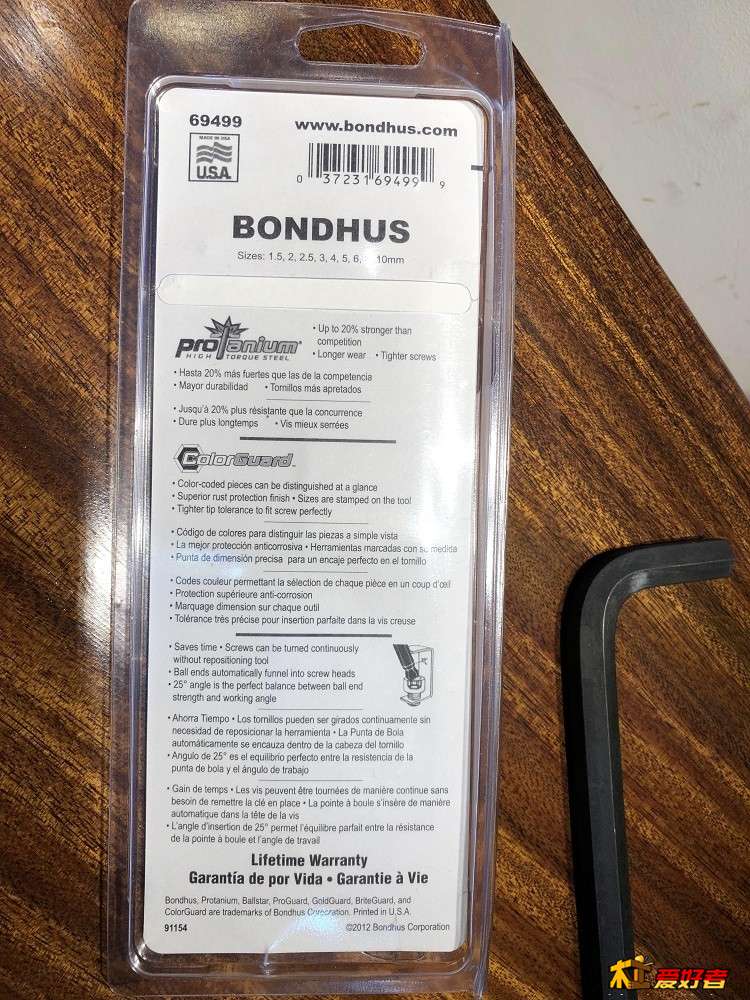 69499
www.bondhus.com
MADE IN USA
U.S.A.
0 37231 69499 9
BONDHUS
Sizes: 1.5, 2, 2.5, 3, 4, 5, 6, 10mm
proTanium®
HIGH TORQUE STEEL
• Up to 20% stronger than
competition
• Longer wear • Tighter screws
• Hasta 20% más fuertes que las de la competencia
• Mayor durabilidad • Tornillos más apretados
• Jusqu'à 20% plus résistante que la concurrence
• Dure plus longtemps • Vis mieux serrées
ColorGuard™
• Color-coded pieces can be distinguished at a glance
• Superior rust protection finish • Sizes are stamped on the tool
• Tighter tip tolerance to fit screw perfectly
• Código de colores para distinguir las piezas a simple vista
• La mejor protección anticorrosiva • Herramientas marcadas con su medida
• Punta de dimensión precisa para un encaje perfecto en el tornillo
• Codes couleur permettant la sélection de chaque pièce en un coup d'œil
• Protection supérieure anti-corrosion
• Marquage dimension sur chaque outil
• Tolérance très précise pour insertion parfaite dans la vis creuse
• Saves time • Screws can be turned continuously
without repositioning tool
• Ball ends automatically funnel into screw heads
• 25° angle is the perfect balance between ball end
strength and working angle
• Ahorra Tiempo • Los tornillos pueden ser girados continuamente sin
necesidad de reposicionar la herramienta • La Punta de Bola
automáticamente se encauza dentro de la cabeza del tornillo
• Angulo de 25° es el equilibrio perfecto entre la resistencia de la
punta de bola y el ángulo de trabajo
• Gain de temps • Les vis peuvent être tournées de manière continue sans
besoin de remettre la clé en place • La pointe à boule s'insère de manière
automatique dans la tête de la vis
• L'angle d'insertion de 25° permet l'équilibre parfait entre la résistance
de la pointe à boule et l'angle de travail
Lifetime Warranty
Garantía de por Vida • Garantie à Vie
Bondhus, Protanium, Ballstar, ProGuard, GoldGuard, BriteGuard, and
ColorGuard are trademarks of Bondhus Corporation. Printed in U.S.A.
91154 ©2012 Bondhus Corporation
爱好者